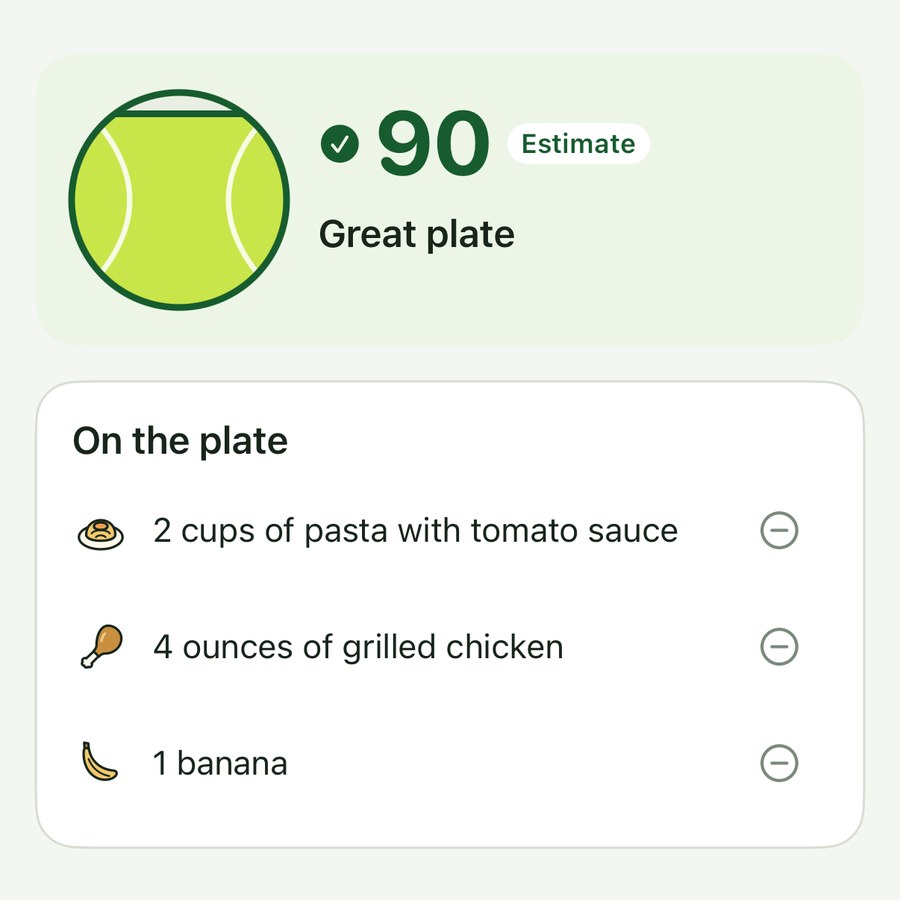 90 Estimate
Great plate
On the plate
2 cups of pasta with tomato sauce
4 ounces of grilled chicken
1 banana